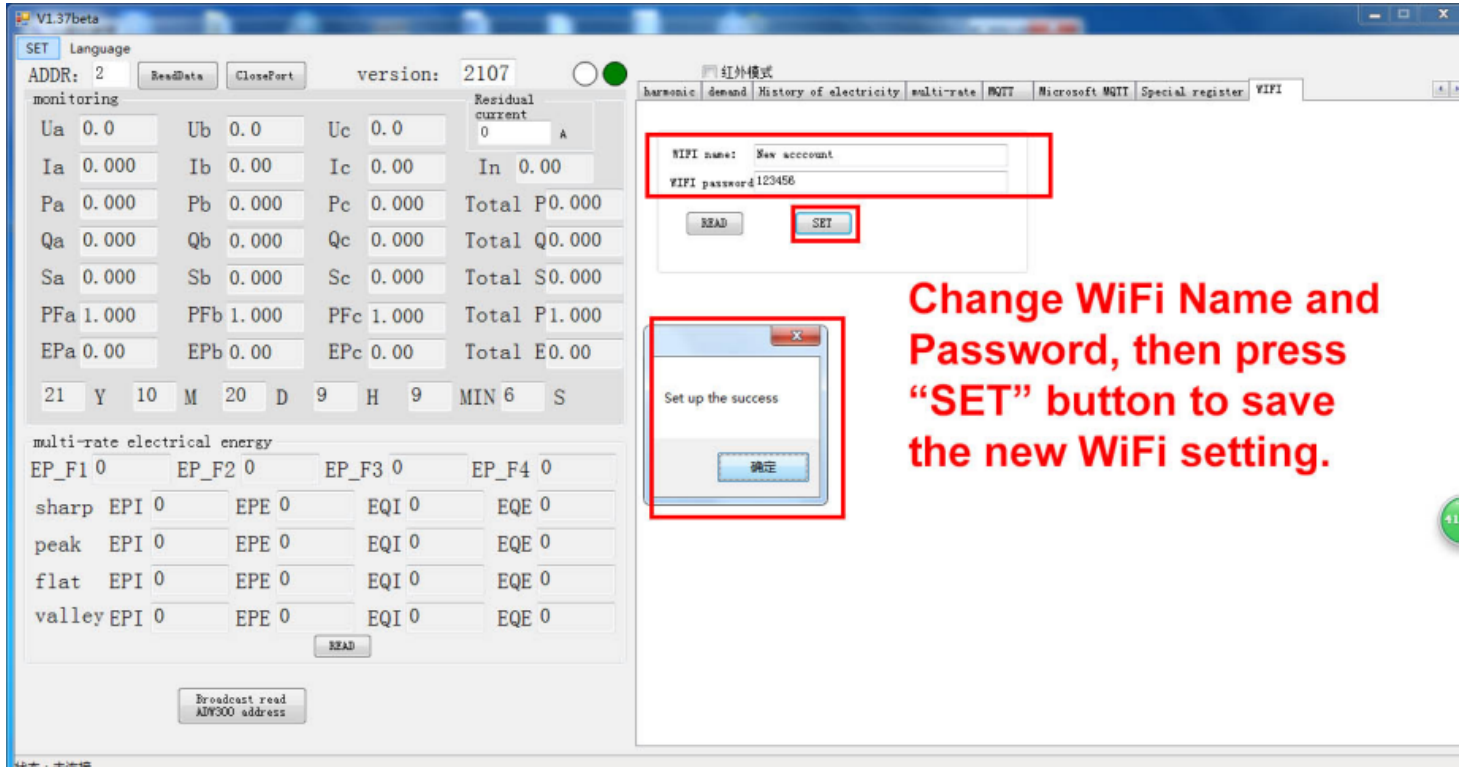 V1.37beta
SET Language
ADDR: 2 ReadData ClosePort version: 2107
红外模式
harmonic demand History of electricity multi-rate MQTT Microsoft MQTT Special register WIFI
monitoring
Residual
current
0 A
Ua 0.0 Ub 0.0 Uc 0.0
Ia 0.000 Ib 0.00 Ic 0.00 In 0.00
Pa 0.000 Pb 0.000 Pc 0.000 Total P0.000
Qa 0.000 Qb 0.000 Qc 0.000 Total Q0.000
Sa 0.000 Sb 0.000 Sc 0.000 Total S0.000
PFa 1.000 PFb 1.000 PFc 1.000 Total P1.000
EPa 0.00 EPb 0.00 EPc 0.00 Total E0.00
21 Y 10 M 20 D 9 H 9 MIN 6 S
multi-rate electrical energy
EP_F1 0 EP_F2 0 EP_F3 0 EP_F4 0
sharp EPI 0 EPE 0 EQI 0 EQE 0
peak EPI 0 EPE 0 EQI 0 EQE 0
flat EPI 0 EPE 0 EQI 0 EQE 0
valley EPI 0 EPE 0 EQI 0 EQE 0
READ
Broadcast read
ADW300 address
WIFI name: New acccount
WIFI password 123456
READ SET
Set up the success
确定
Change WiFi Name and
Password, then press
“SET” button to save
the new WiFi setting.